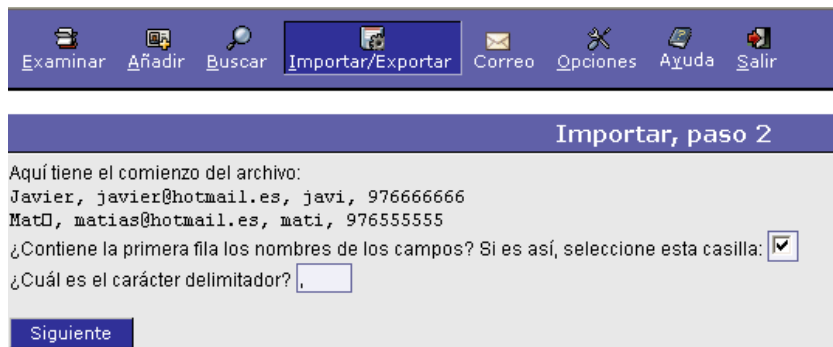 Examinar Añadir Buscar Importar/Exportar Correo Opciones Ayuda Salir
Importar, paso 2
Aquí tiene el comienzo del archivo:
Javier, javier@hotmail.es, javi, 976666666
Mat□, matias@hotmail.es, mati, 976555555
¿Contiene la primera fila los nombres de los campos? Si es así, seleccione esta casilla:
¿Cuál es el carácter delimitador? ,
Siguiente